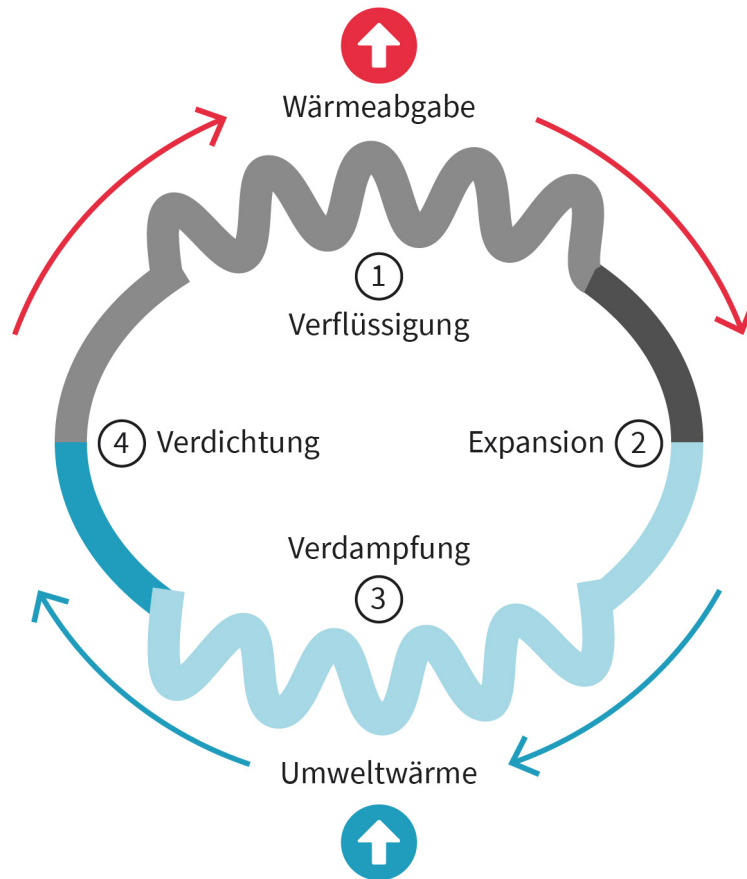 Wärmeabgabe
1
Verflüssigung
4 Verdichtung
Expansion 2
Verdampfung
3
Umweltwärme